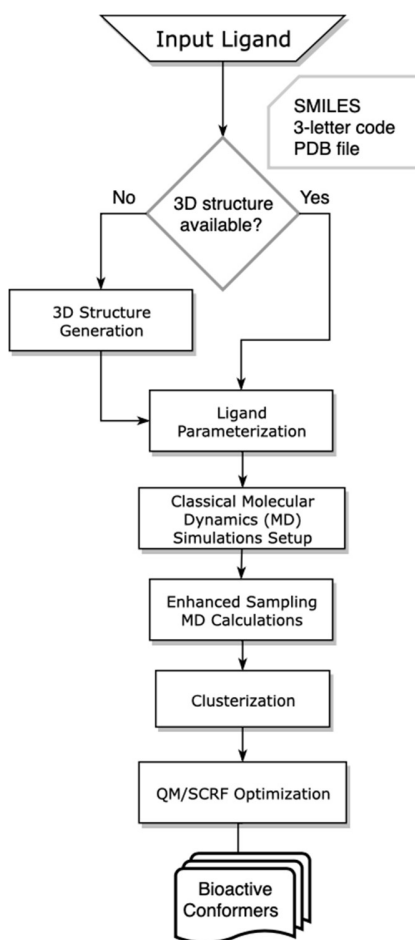 Input Ligand
SMILES
3-letter code
PDB file
No
3D structure
available?
Yes
3D Structure
Generation
Ligand
Parameterization
Classical Molecular
Dynamics (MD)
Simulations Setup
Enhanced Sampling
MD Calculations
Clusterization
QM/SCRF Optimization
Bioactive
Conformers